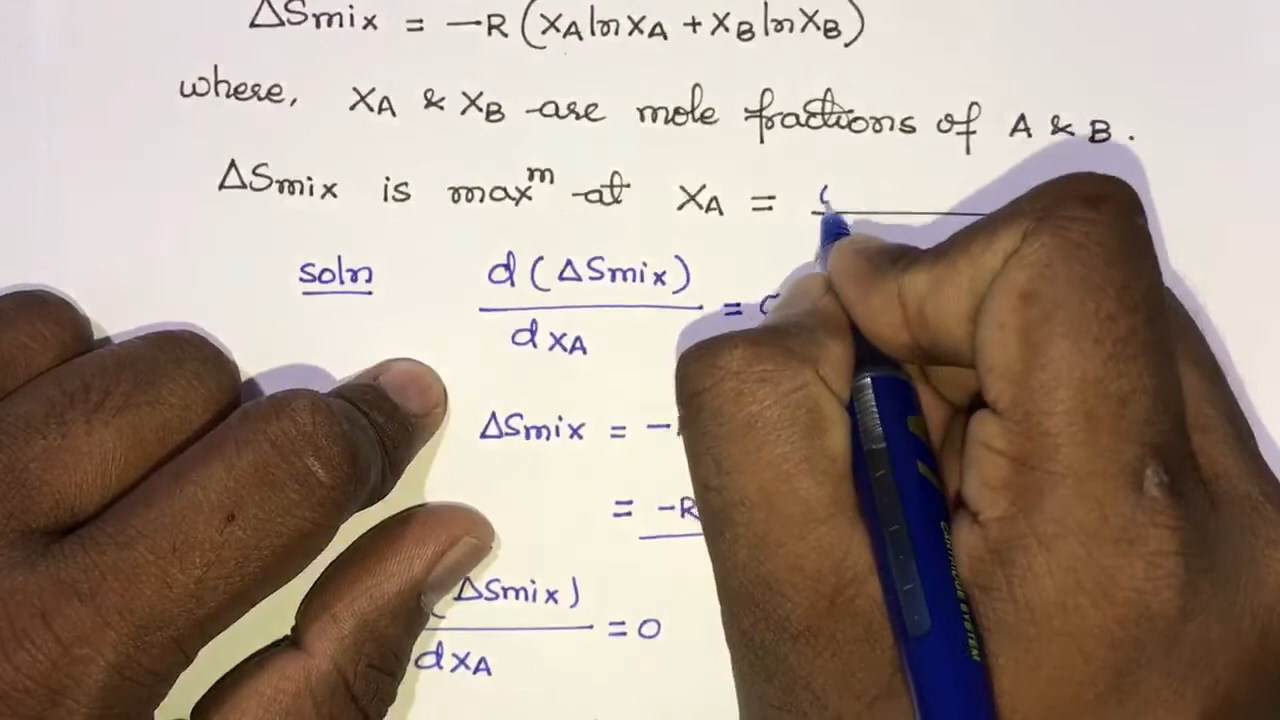 ΔSmix = -R (XA ln XA + XB ln XB)
where, XA & XB are mole fractions of A & B.
ΔSmix is maxᵐ at XA =
soln
d (ΔSmix)
dXA
=
ΔSmix = -
= -R
ΔSmix)
dXA
= 0